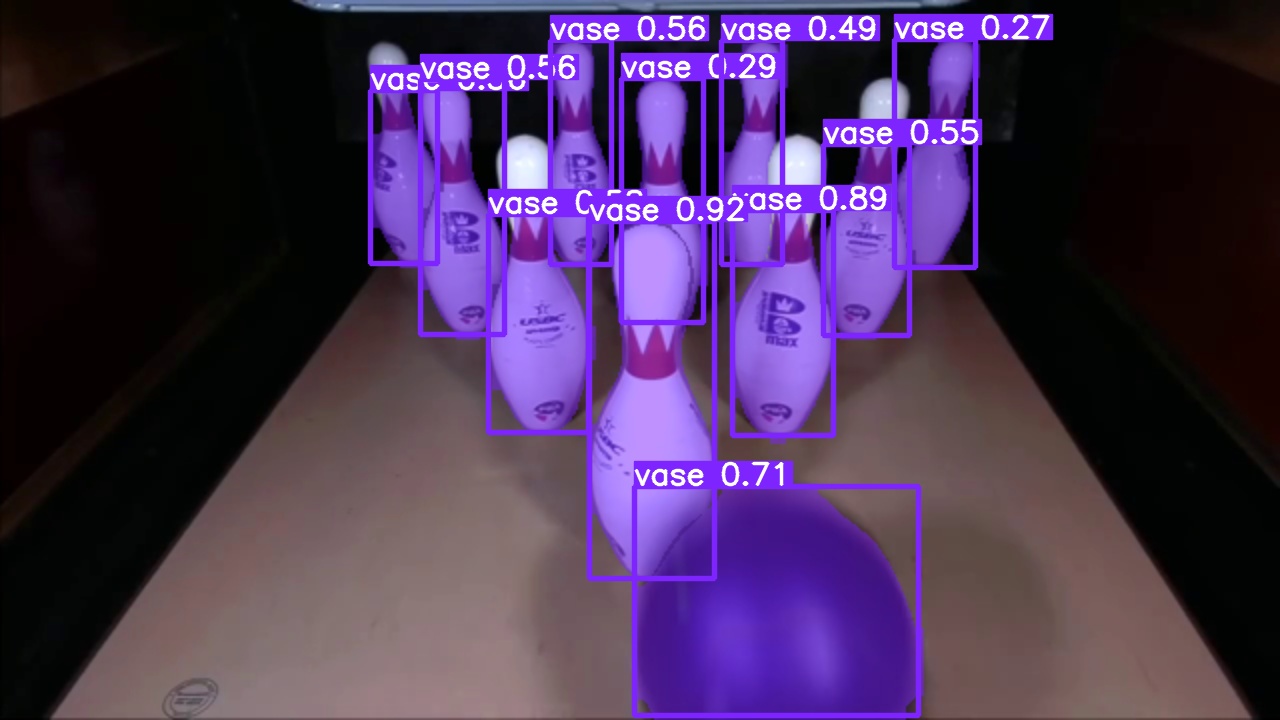 vase 0.56
vase 0.49
vase 0.27
vase 0.56
vase 0.29
vase 0.55
vase 0.92
vase 0.89
vase 0.71
max
USBC
max